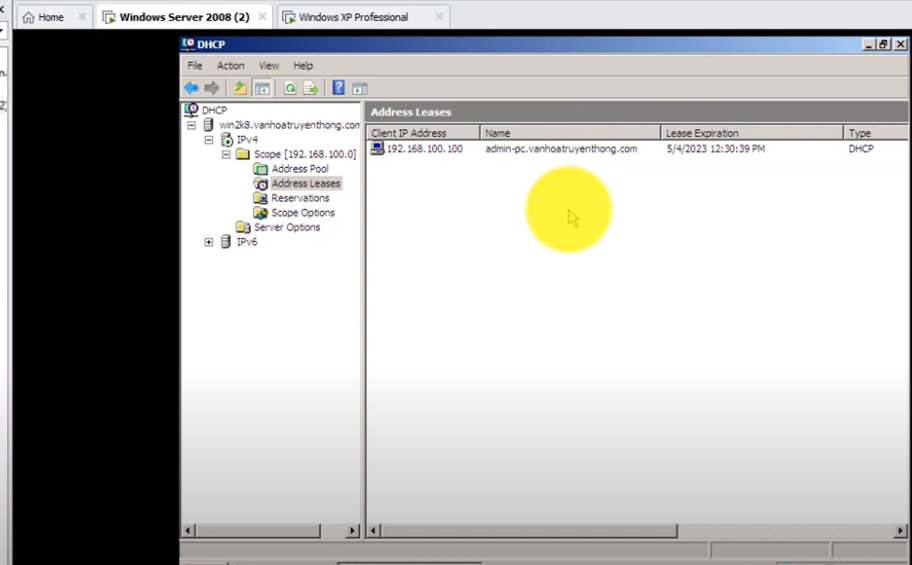 Home
Windows Server 2008 (2)
Windows XP Professional
DHCP
File Action View Help
DHCP
win2k8.vanhoatruyenthong.com
IPv4
Scope [192.168.100.0]
Address Pool
Address Leases
Reservations
Scope Options
Server Options
IPv6
Address Leases
Client IP Address Name Lease Expiration Type
192.168.100.100 admin-pc.vanhoatruyenthong.com 5/4/2023 12:30:39 PM DHCP